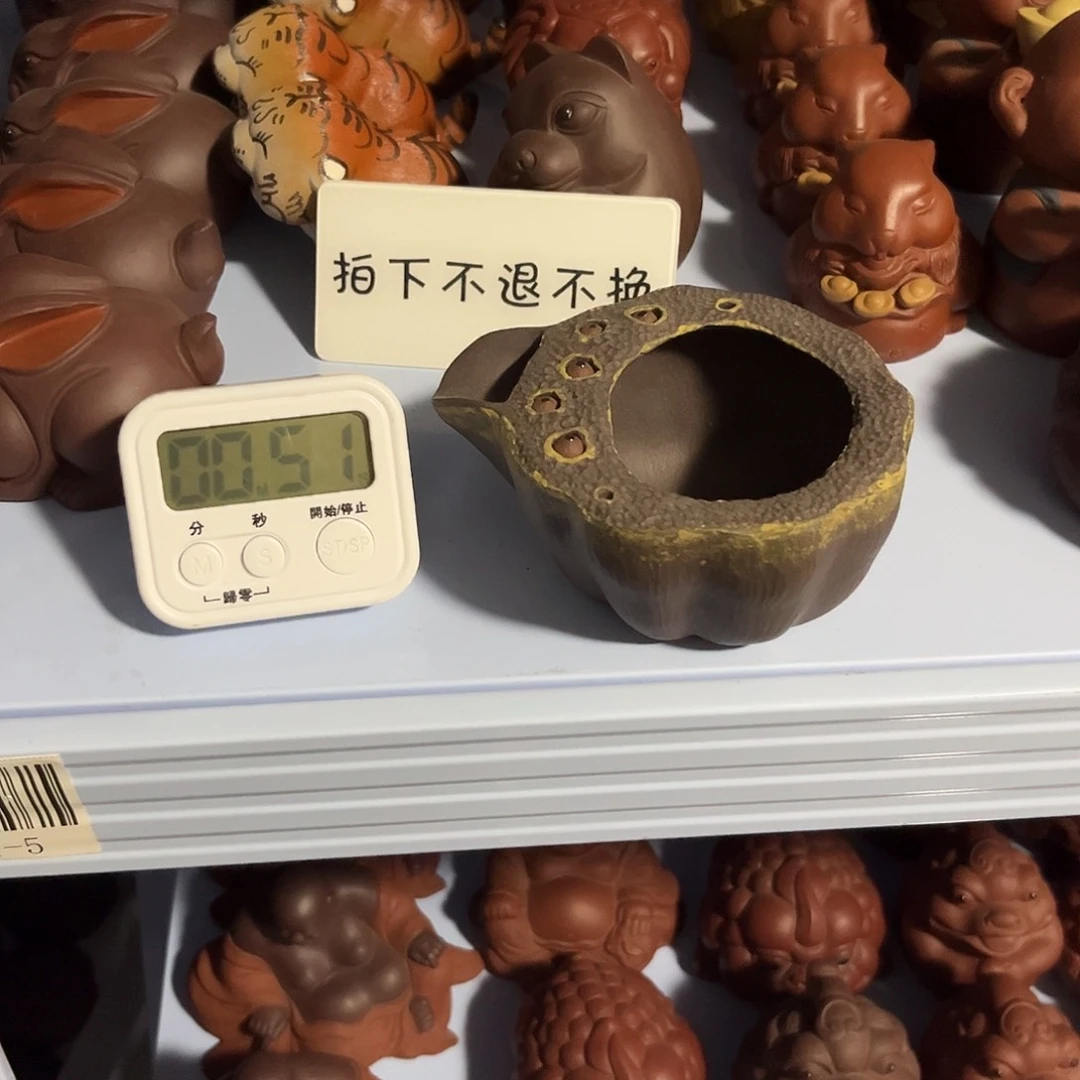 拍下不退不换
00:51
分 秒 開始/停止
M S ST/SP
歸零
-5